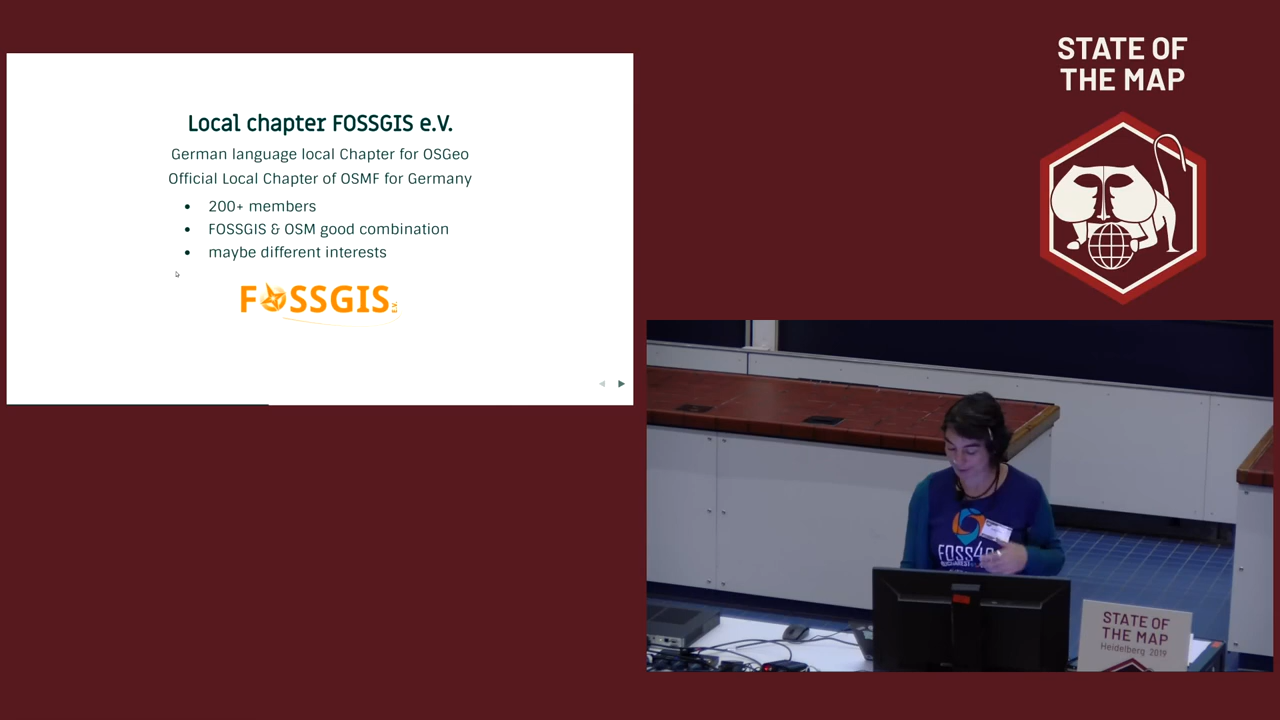 Local chapter FOSSGIS e.V.
German language local Chapter for OSGeo
Official Local Chapter of OSMF for Germany
• 200+ members
• FOSSGIS & OSM good combination
• maybe different interests
FOSSGIS e.V.
STATE OF
THE MAP
FOSS4G
STATE OF
THE MAP
Heidelberg 2019